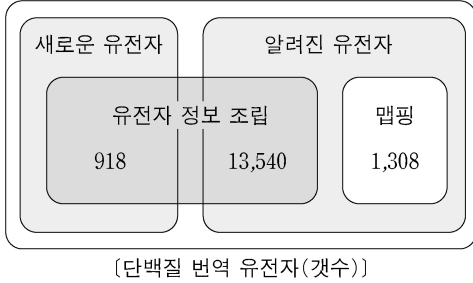 새로운 유전자 알려진 유전자
유전자 정보 조립 맵핑
918 13,540 1,308
〔단백질 번역 유전자(갯수)〕